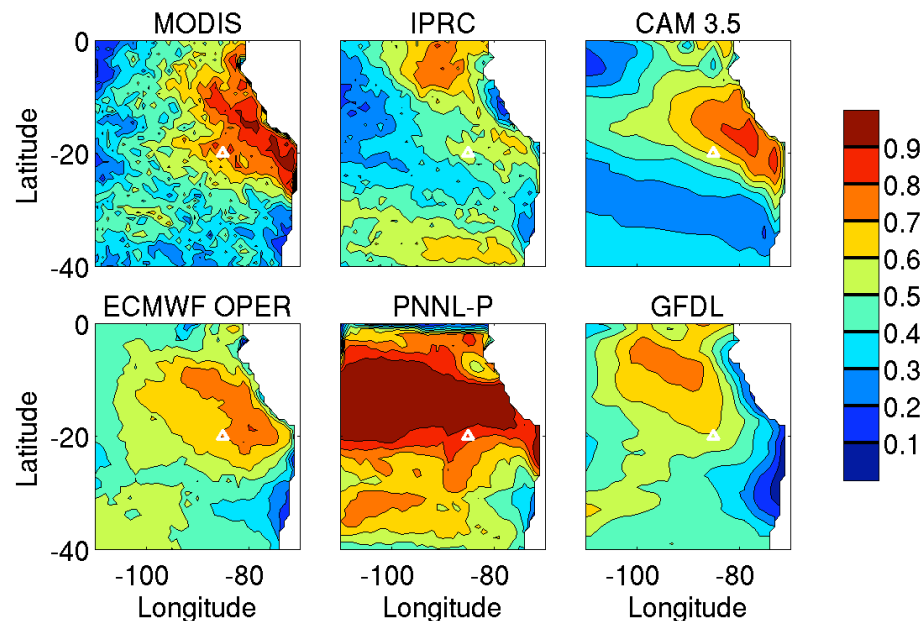 MODIS IPRC CAM 3.5
0
-20
-40
Latitude
ECMWF OPER PNNL-P GFDL
0
-20
-40
Latitude
-100 -80 -100 -80 -100 -80
Longitude Longitude Longitude
0.9
0.8
0.7
0.6
0.5
0.4
0.3
0.2
0.1